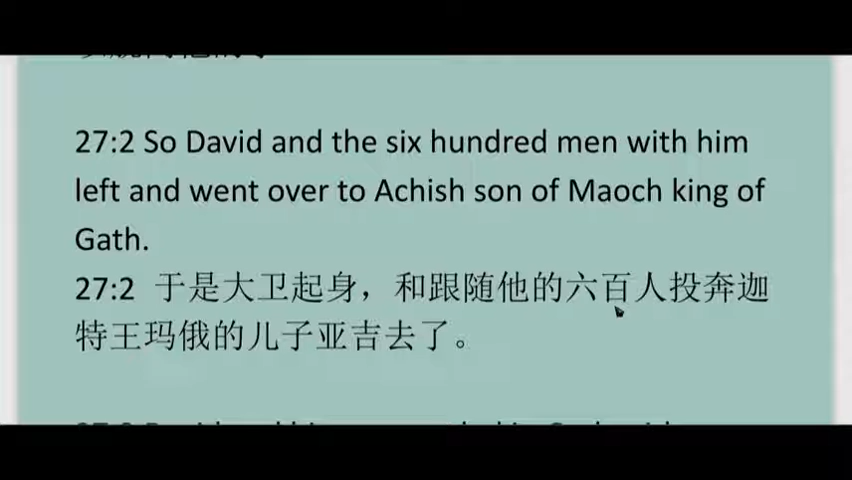 27:2 So David and the six hundred men with him
left and went over to Achish son of Maoch king of
Gath.
27:2 于是大卫起身，和跟随他的六百人投奔迦
特王玛俄的儿子亚吉去了。